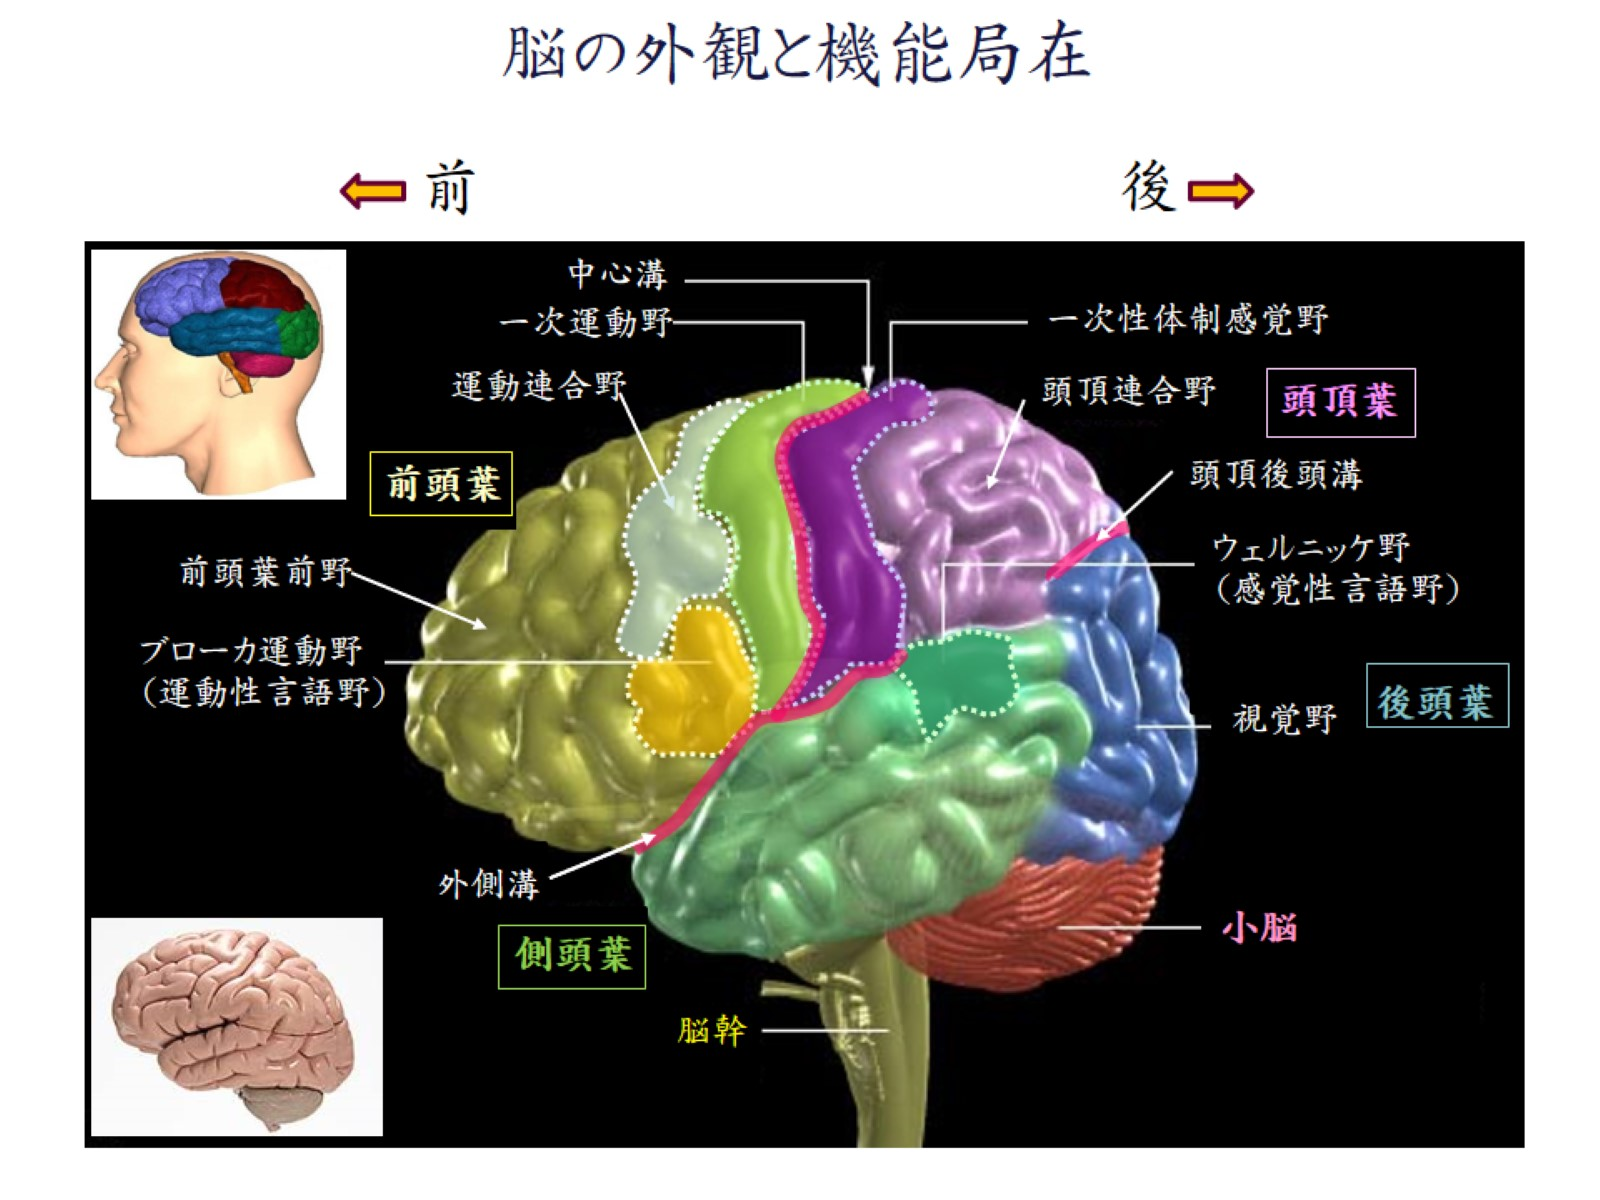 脳の外観と機能局在
前
後
中心溝
一次運動野
一次性体制感覚野
運動連合野
頭頂連合野
頭頂葉
前頭葉
頭頂後頭溝
前頭葉前野
ウェルニッケ野
（感覚性言語野）
ブローカ運動野
（運動性言語野）
後頭葉
視覚野
外側溝
側頭葉
小脳
脳幹